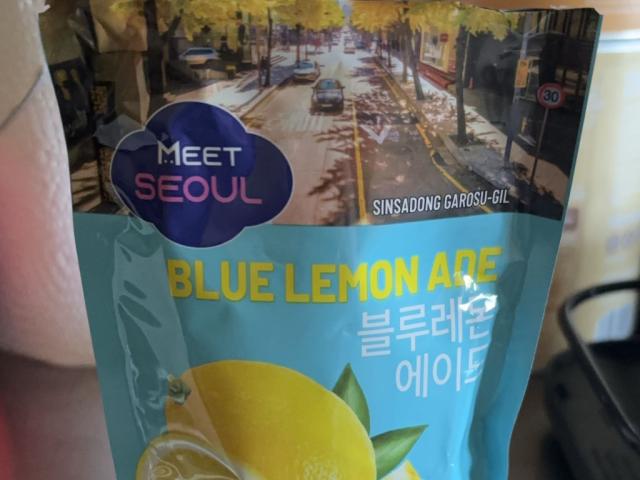 MEET
SEOUL
30
SINSADONG GAROSU-GIL
BLUE LEMON ADE
블루레몬
에이드